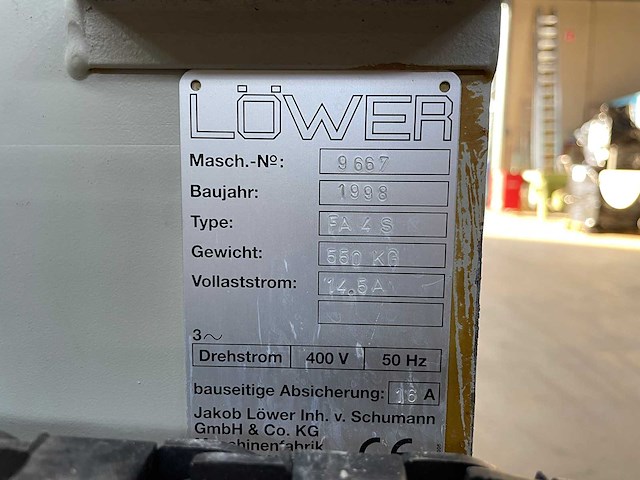 LÖWER
Masch.-Nº: 9667
Baujahr: 1998
Type: FA 4 S
Gewicht: 550 KG
Vollaststrom: 14.5A
3~
Drehstrom 400 V 50 Hz
bauseitige Absicherung: 16 A
Jakob Löwer Inh. v. Schumann
GmbH & Co. KG
Maschinenfabrik CE